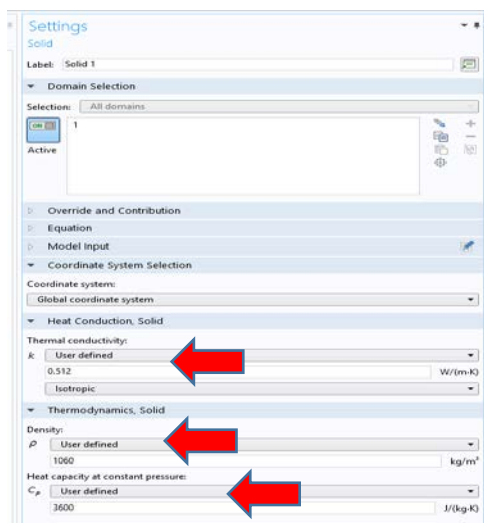 Settings
Solid
Label: Solid 1
Domain Selection
Selection: All domains
ON 1
Active
Override and Contribution
Equation
Model Input
Coordinate System Selection
Coordinate system:
Global coordinate system
Heat Conduction, Solid
Thermal conductivity:
k User defined
0.512 W/(m·K)
Isotropic
Thermodynamics, Solid
Density:
ρ User defined
1060 kg/m³
Heat capacity at constant pressure:
Cₚ User defined
3600 J/(kg·K)